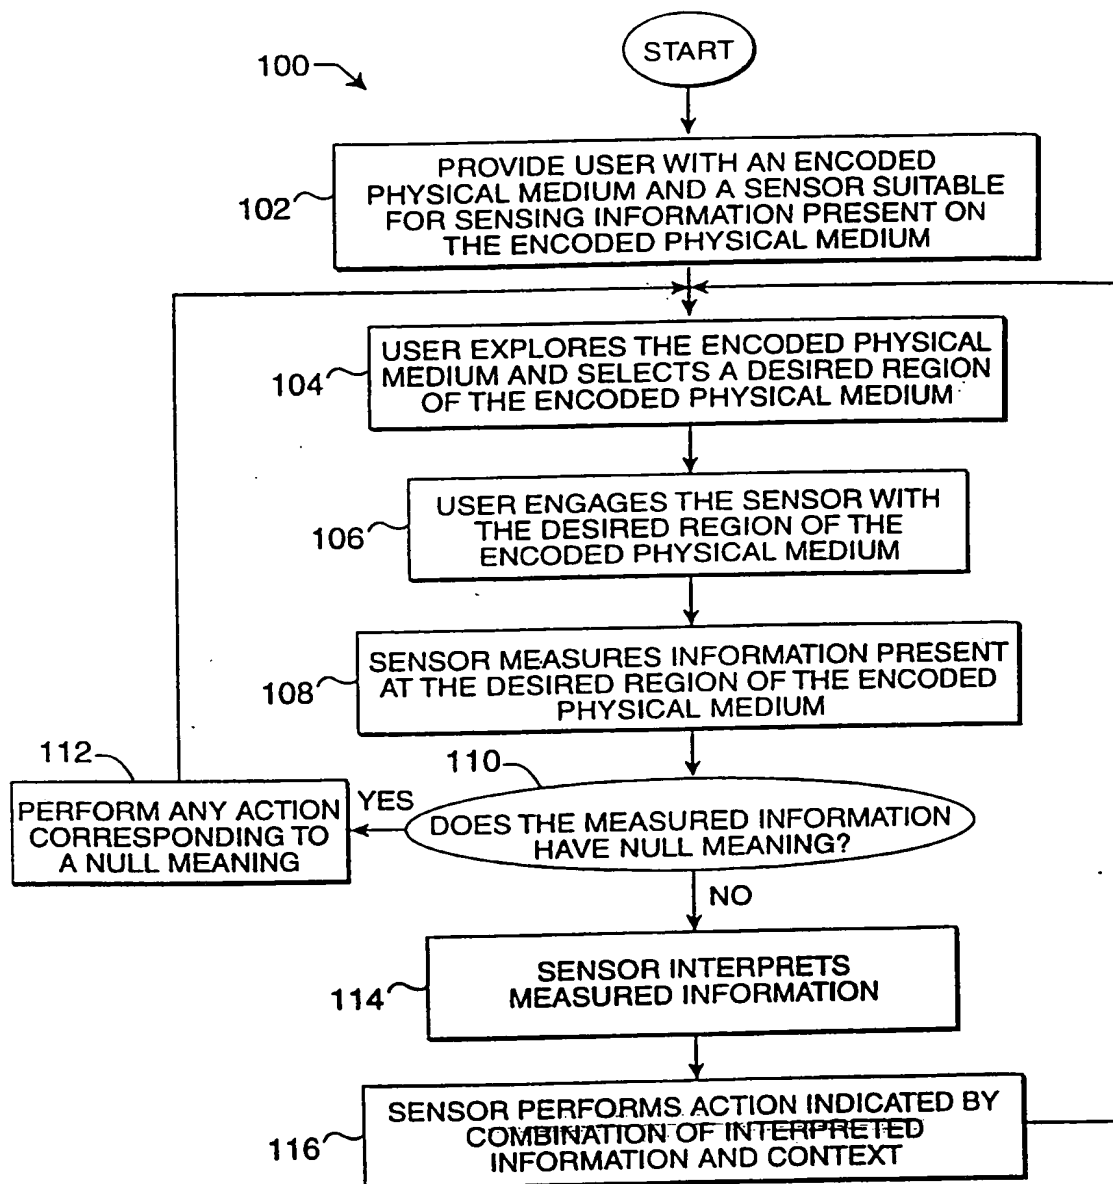 START
100
PROVIDE USER WITH AN ENCODED
PHYSICAL MEDIUM AND A SENSOR SUITABLE
FOR SENSING INFORMATION PRESENT ON
THE ENCODED PHYSICAL MEDIUM
102
USER EXPLORES THE ENCODED PHYSICAL
MEDIUM AND SELECTS A DESIRED REGION
OF THE ENCODED PHYSICAL MEDIUM
104
USER ENGAGES THE SENSOR WITH
THE DESIRED REGION OF THE
ENCODED PHYSICAL MEDIUM
106
SENSOR MEASURES INFORMATION PRESENT
AT THE DESIRED REGION OF THE ENCODED
PHYSICAL MEDIUM
108
112
110
PERFORM ANY ACTION
CORRESPONDING TO
A NULL MEANING
YES
DOES THE MEASURED INFORMATION
HAVE NULL MEANING?
NO
SENSOR INTERPRETS
MEASURED INFORMATION
114
SENSOR PERFORMS ACTION INDICATED BY
COMBINATION OF INTERPRETED
INFORMATION AND CONTEXT
116